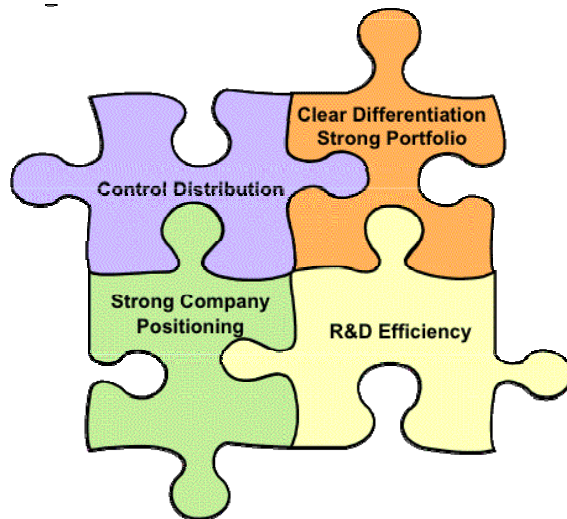 Clear Differentiation
Strong Portfolio
Control Distribution
Strong Company
Positioning
R&D Efficiency